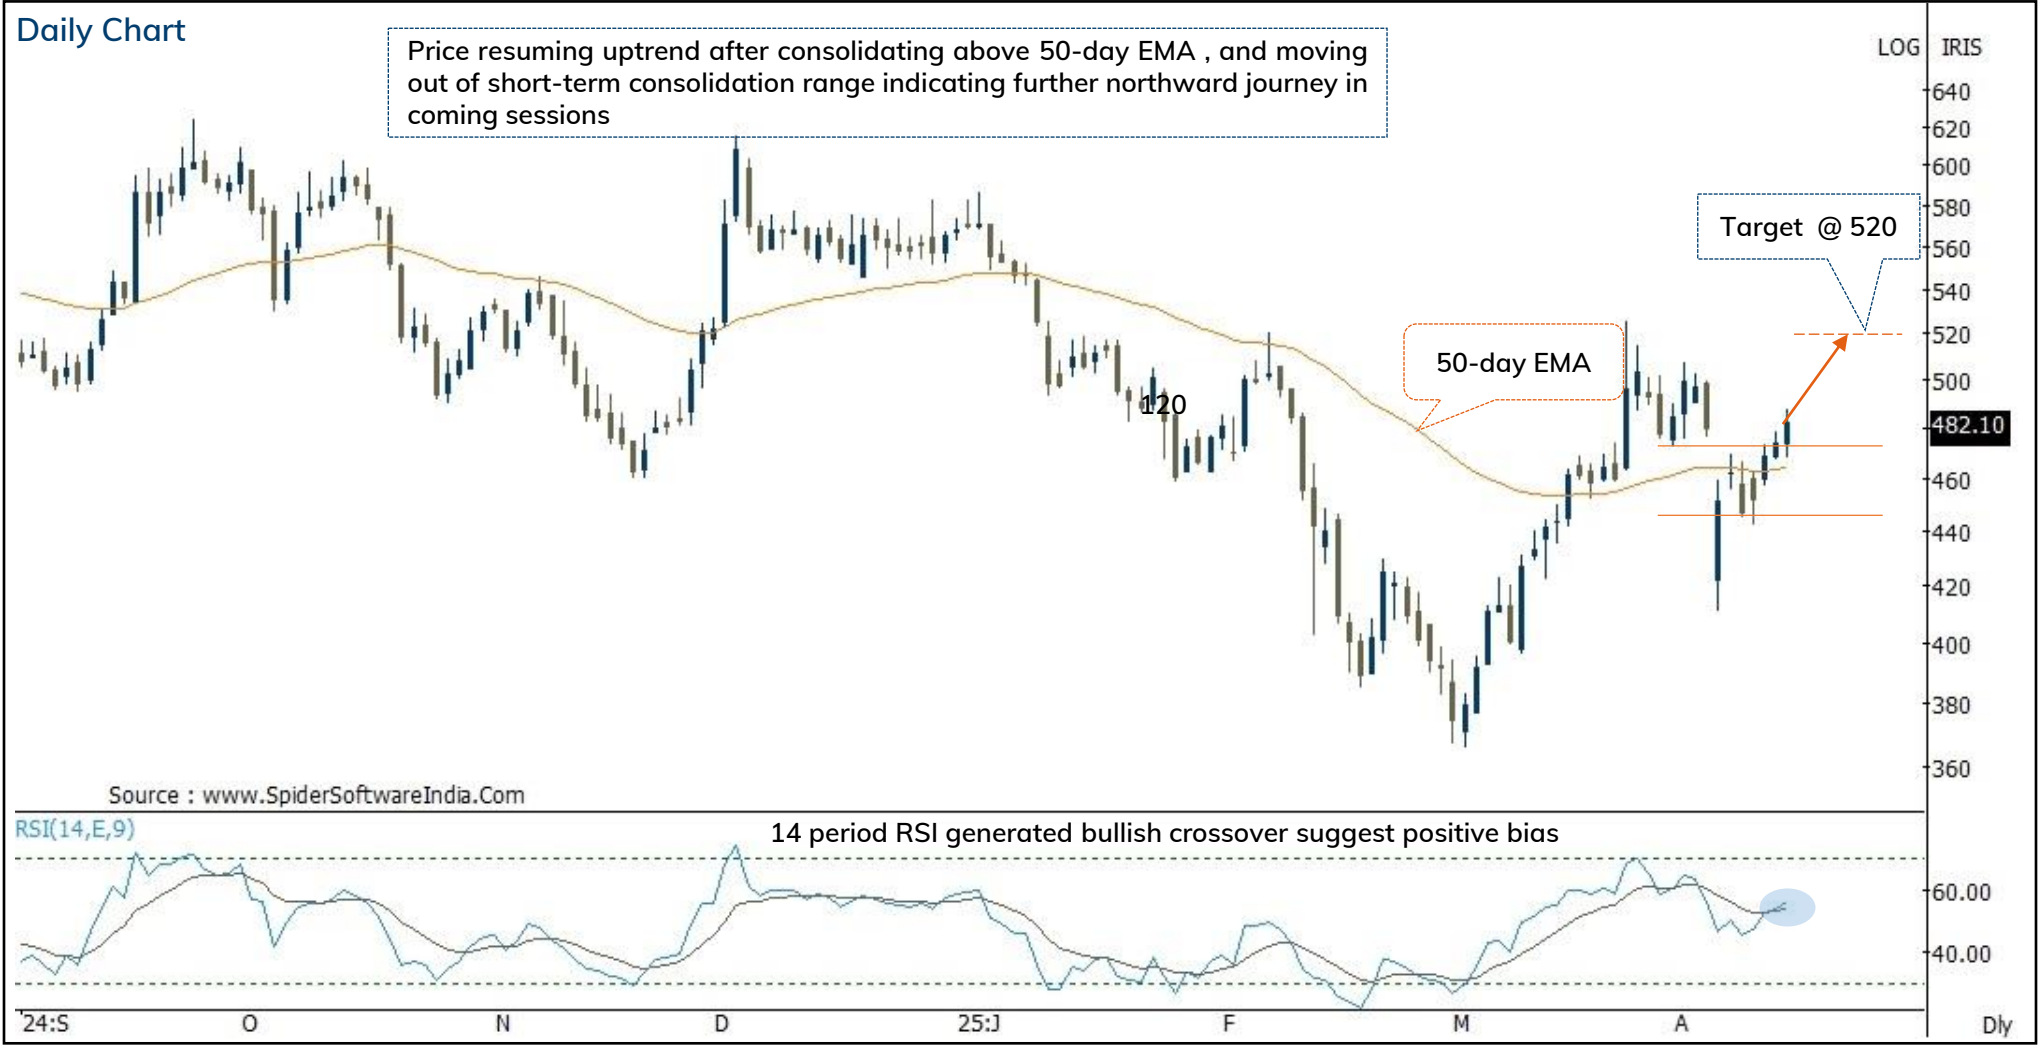 Daily Chart
Price resuming uptrend after consolidating above 50-day EMA , and moving
out of short-term consolidation range indicating further northward journey in
coming sessions
LOG IRIS
640
620
600
580
560
540
520
500
482.10
460
440
420
400
380
360
Target @ 520
50-day EMA
120
Source : www.SpiderSoftwareIndia.Com
RSI(14,E,9)
14 period RSI generated bullish crossover suggest positive bias
60.00
40.00
24:S O N D 25:J F M A Dly